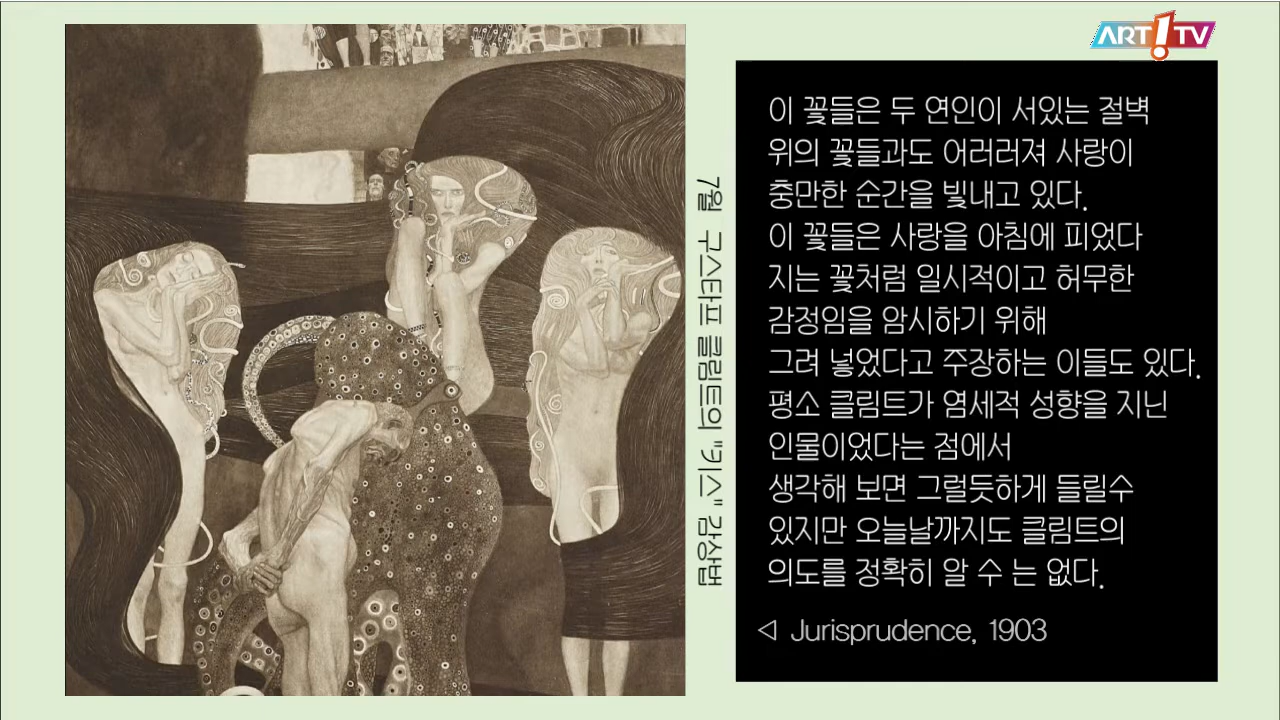 ART!TV
이 꽃들은 두 연인이 서있는 절벽
위의 꽃들과도 어러러져 사랑이
충만한 순간을 빛내고 있다.
이 꽃들은 사랑을 아침에 피었다
지는 꽃처럼 일시적이고 허무한
감정임을 암시하기 위해
그려 넣었다고 주장하는 이들도 있다.
평소 클림트가 염세적 성향을 지닌
인물이었다는 점에서
생각해 보면 그럴듯하게 들릴수
있지만 오늘날까지도 클림트의
의도를 정확히 알 수 는 없다.
◁ Jurisprudence, 1903
7월 구스타프 클림트의 "키스" 감상법